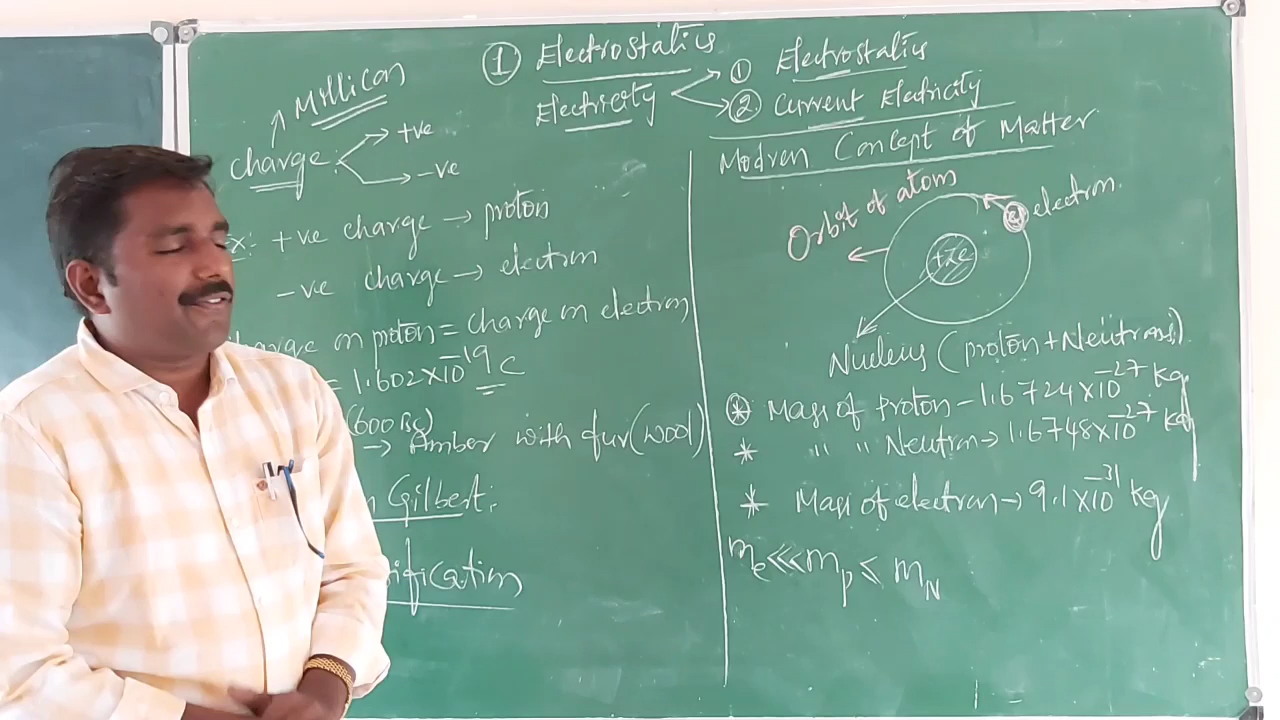 ① Electrostatics
Electricity
① Electrostatics
② Current Electricity
Millican
Charge:
+ve
-ve
Ex: +ve charge → proton
-ve charge → electron
charge on proton = charge on electron
= 1.602×10⁻¹⁹ C
(600 BC)
→ Amber with fur (wool)
Gilbert:
Modren Concept of Matter
Orbit of atoms
e electron.
+Ze
Nucleus (proton + Neutrons).
* Mass of proton - 1.6724×10⁻²⁷ kg
* " " Neutron → 1.6748×10⁻²⁷ kg
* Mass of electron → 9.1×10⁻³¹ kg
mₑ <<< mₚ < m_N